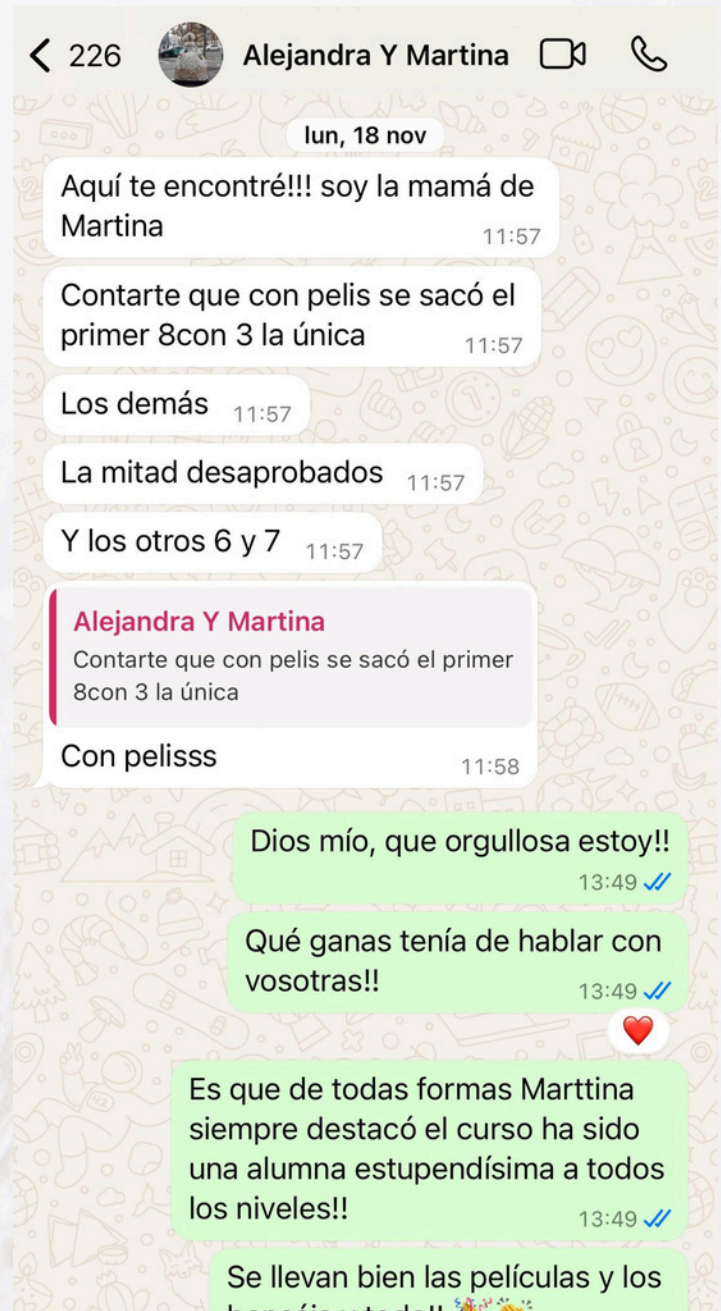 226 Alejandra Y Martina
lun, 18 nov
Aquí te encontré!!! soy la mamá de
Martina 11:57
Contarte que con pelis se sacó el
primer 8con 3 la única 11:57
Los demás 11:57
La mitad desaprobados 11:57
Y los otros 6 y 7 11:57
Alejandra Y Martina
Contarte que con pelis se sacó el primer
8con 3 la única
Con pelisss 11:58
Dios mío, que orgullosa estoy!!
13:49
Qué ganas tenía de hablar con
vosotras!! 13:49
Es que de todas formas Marttina
siempre destacó el curso ha sido
una alumna estupendísima a todos
los niveles!! 13:49
Se llevan bien las películas y los